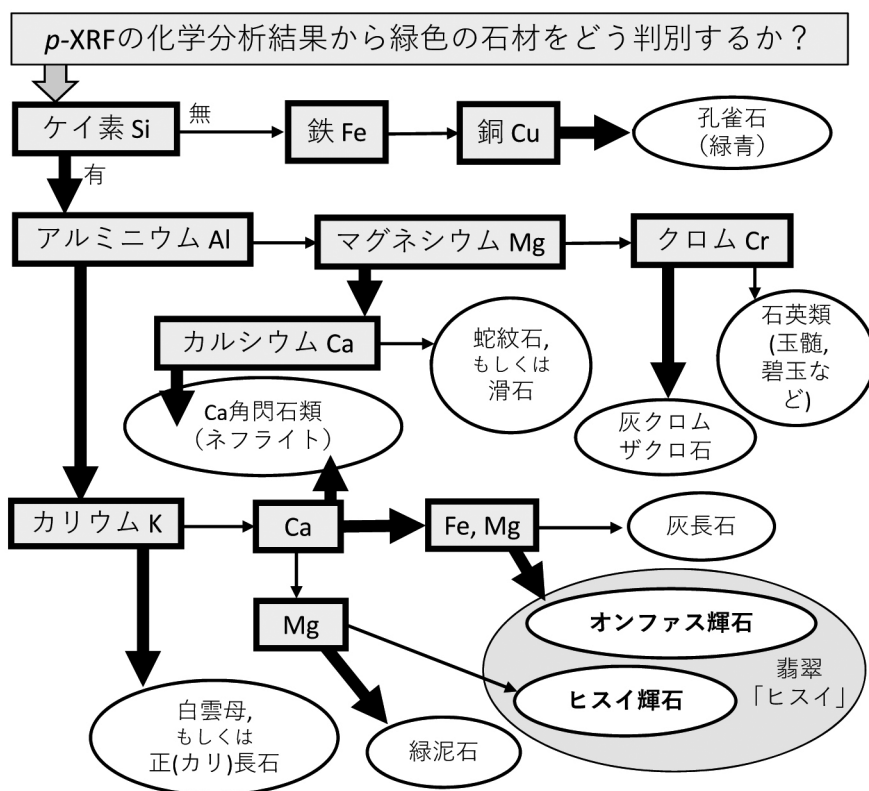 p-XRFの化学分析結果から緑色の石材をどう判別するか？
ケイ素 Si
無
鉄 Fe
銅 Cu
孔雀石
（緑青）
有
アルミニウム Al
マグネシウム Mg
クロム Cr
カルシウム Ca
蛇紋石,
もしくは
滑石
石英類
(玉髄,
碧玉な
ど)
Ca角閃石類
（ネフライト）
灰クロム
ザクロ石
カリウム K
Ca
Fe, Mg
灰長石
Mg
オンファス輝石
ヒスイ輝石
翡翠
「ヒスイ」
白雲母,
もしくは
正(カリ)長石
緑泥石